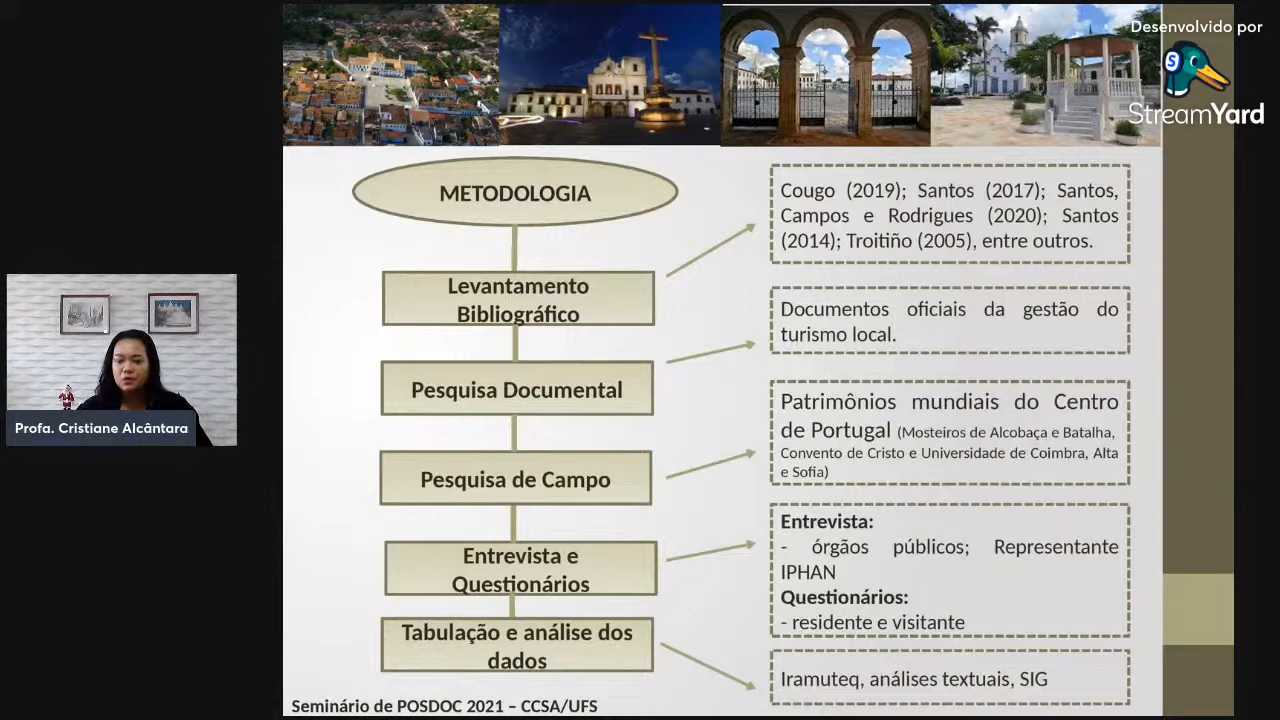 Desenvolvido por
StreamYard
METODOLOGIA
Levantamento
Bibliográfico
Cougo (2019); Santos (2017); Santos,
Campos e Rodrigues (2020); Santos
(2014); Troitiño (2005), entre outros.
Pesquisa Documental
Documentos oficiais da gestão do
turismo local.
Pesquisa de Campo
Patrimônios mundiais do Centro
de Portugal (Mosteiros de Alcobaça e Batalha,
Convento de Cristo e Universidade de Coimbra, Alta
e Sofia)
Entrevista e
Questionários
Entrevista:
- órgãos públicos; Representante
IPHAN
Questionários:
- residente e visitante
Tabulação e análise dos
dados
Iramuteq, análises textuais, SIG
Seminário de POSDOC 2021 – CCSA/UFS
Profa. Cristiane Alcântara